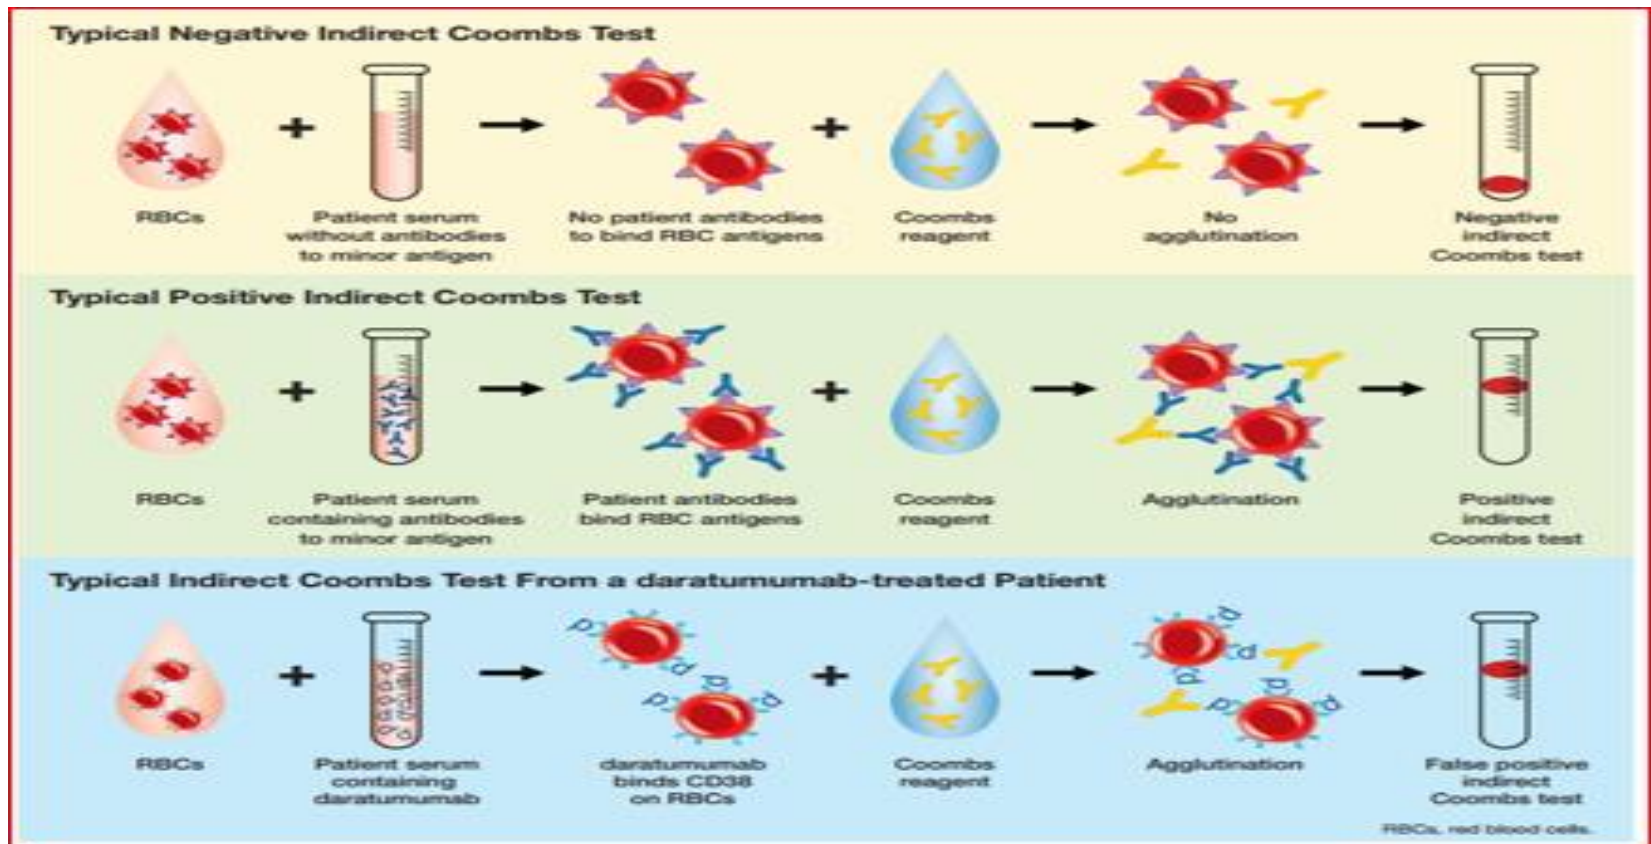 Typical Negative Indirect Coombs Test
RBCs
Patient serum
without antibodies
to minor antigen
No patient antibodies
to bind RBC antigens
Coombs
reagent
No
agglutination
Negative
indirect
Coombs test
Typical Positive Indirect Coombs Test
RBCs
Patient serum
containing antibodies
to minor antigen
Patient antibodies
bind RBC antigens
Coombs
reagent
Agglutination
Positive
indirect
Coombs test
Typical Indirect Coombs Test From a daratumumab-treated Patient
d
d
d
d
d
d
d
d
d
d
d
RBCs
Patient serum
containing
daratumumab
daratumumab
binds CD38
on RBCs
Coombs
reagent
Agglutination
False positive
indirect
Coombs test
RBCs, red blood cells.